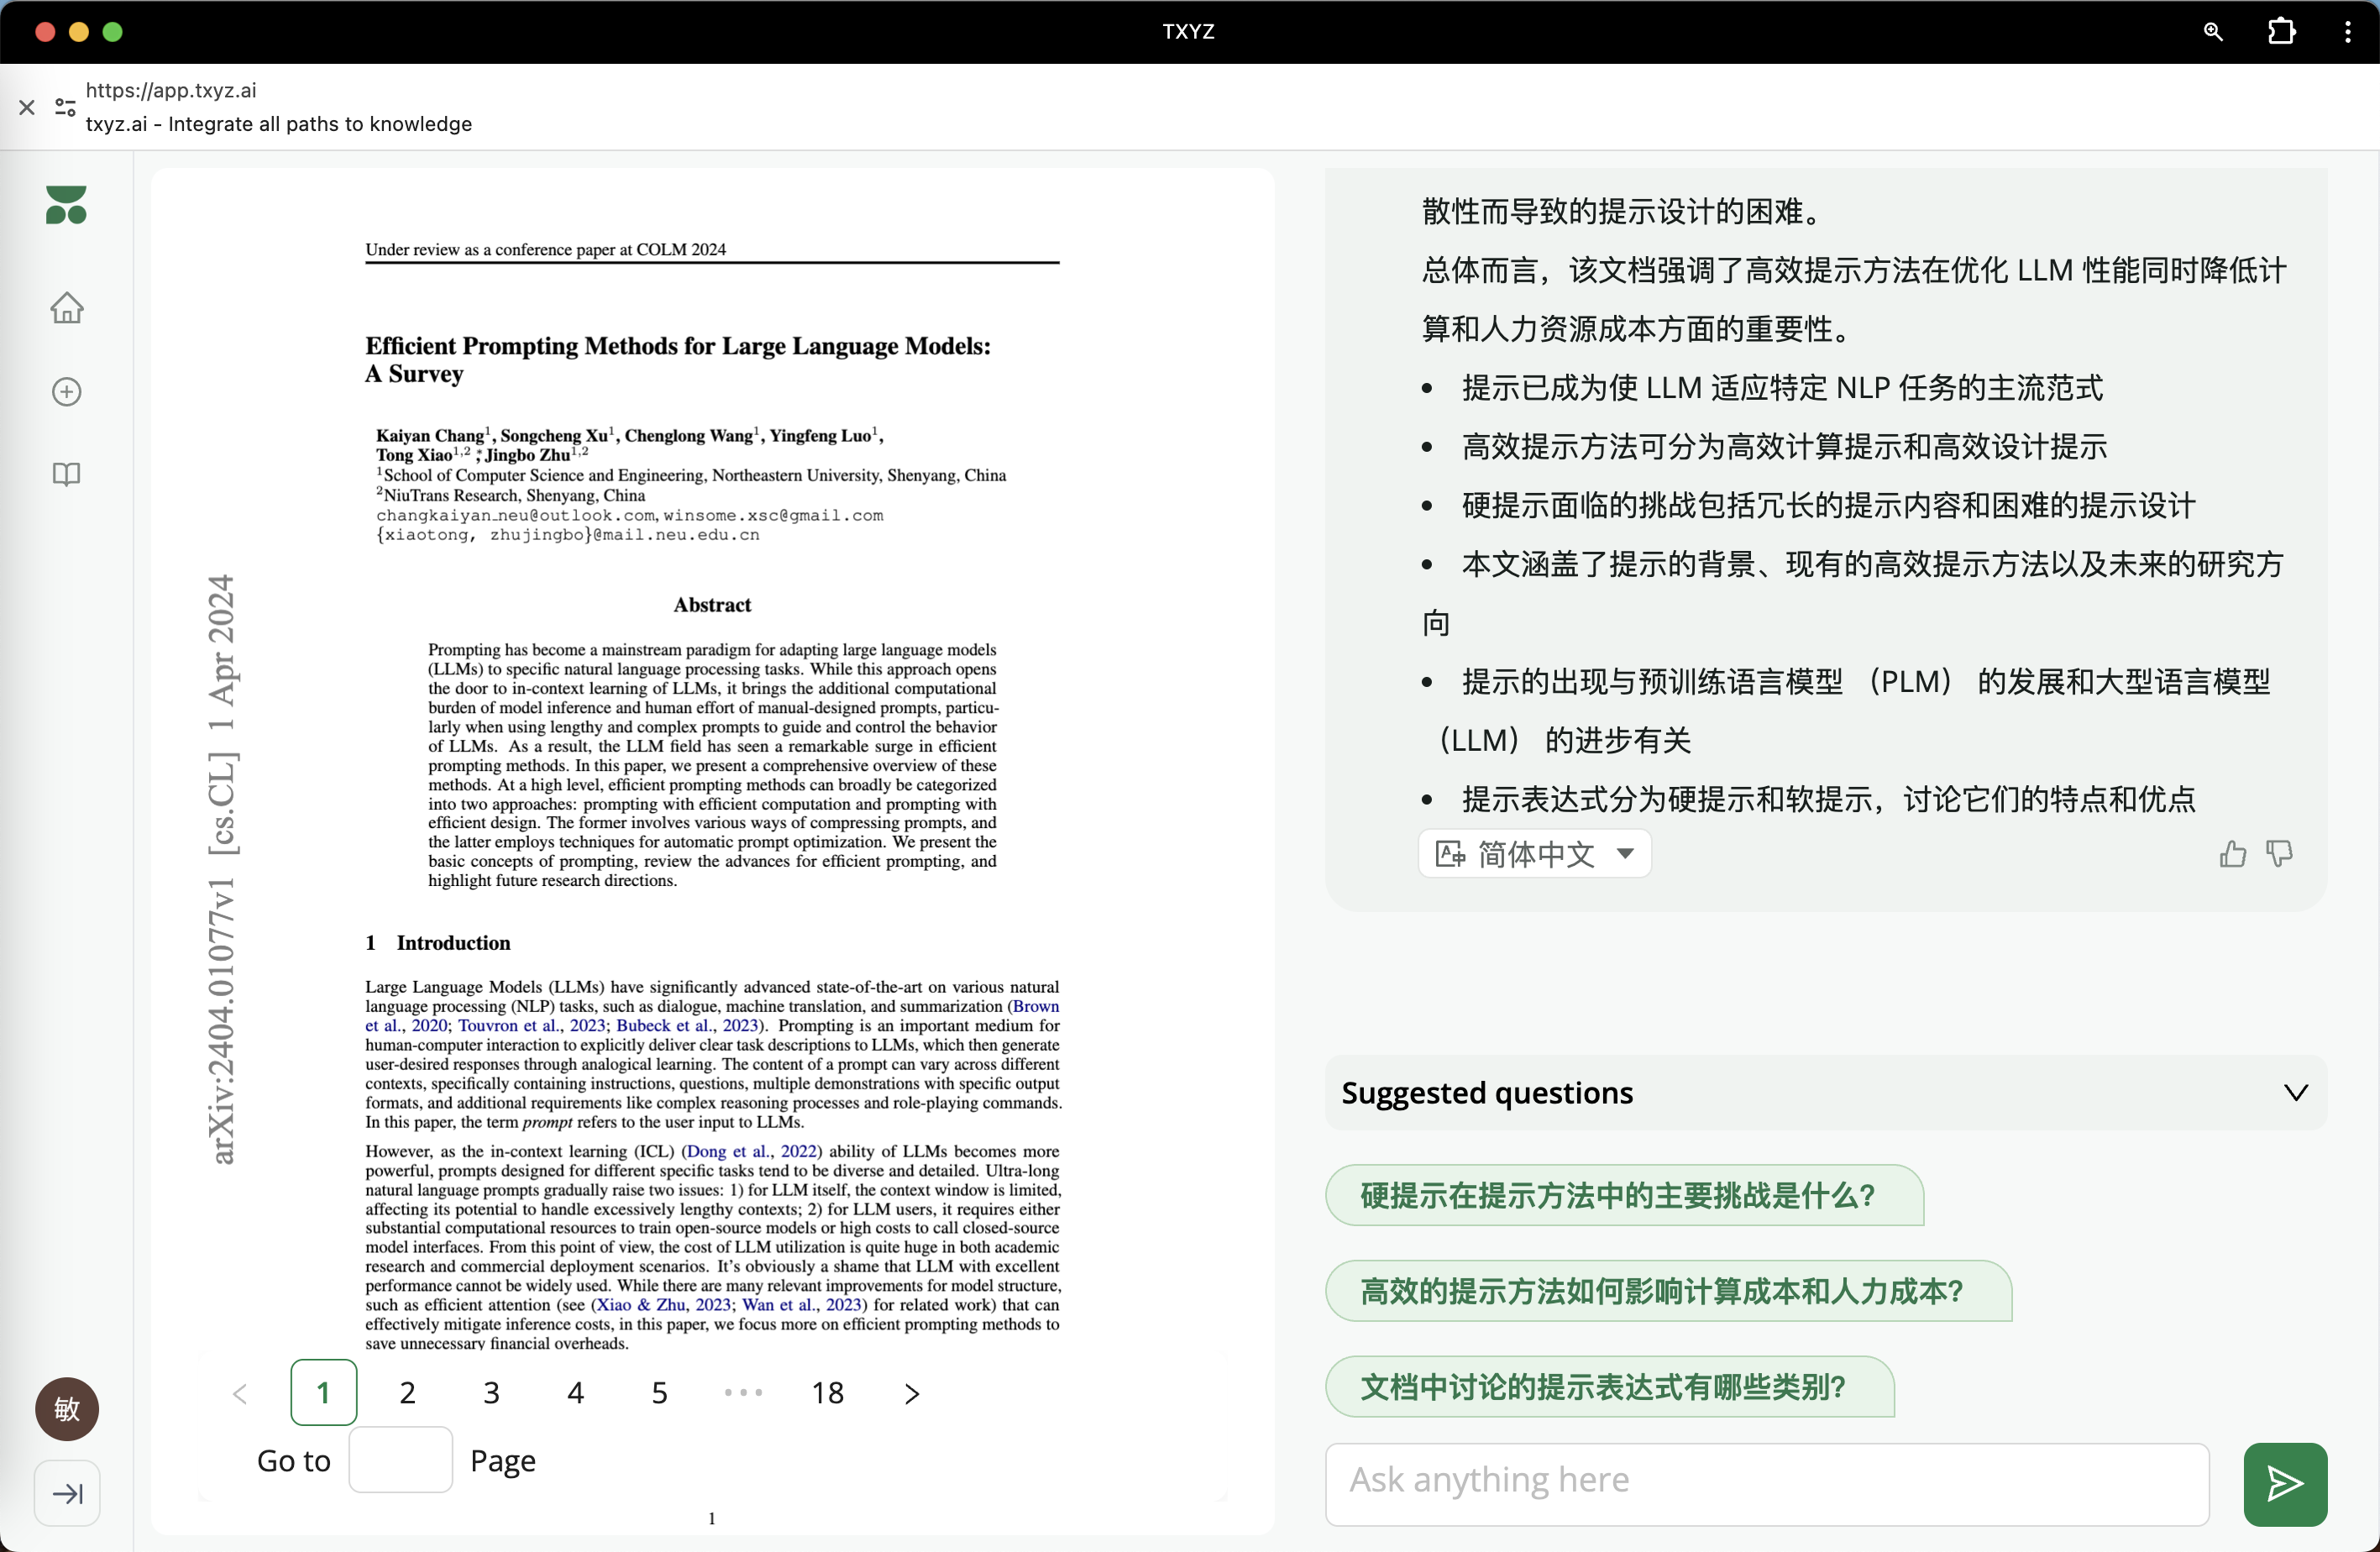 TXYZ
https://app.txyz.ai
txyz.ai - Integrate all paths to knowledge
Under review as a conference paper at COLM 2024
Efficient Prompting Methods for Large Language Models:
A Survey
Kaiyan Chang1, Songcheng Xu1, Chenglong Wang1, Yingfeng Luo1,
Tong Xiao1,2 *, Jingbo Zhu1,2
1School of Computer Science and Engineering, Northeastern University, Shenyang, China
2NiuTrans Research, Shenyang, China
changkaiyan_neu@outlook.com, winsome.xsc@gmail.com
{xiaotong, zhujingbo}@mail.neu.edu.cn
arXiv:2404.01077v1 [cs.CL] 1 Apr 2024
Abstract
Prompting has become a mainstream paradigm for adapting large language models
(LLMs) to specific natural language processing tasks. While this approach opens
the door to in-context learning of LLMs, it brings the additional computational
burden of model inference and human effort of manual-designed prompts, particu-
larly when using lengthy and complex prompts to guide and control the behavior
of LLMs. As a result, the LLM field has seen a remarkable surge in efficient
prompting methods. In this paper, we present a comprehensive overview of these
methods. At a high level, efficient prompting methods can broadly be categorized
into two approaches: prompting with efficient computation and prompting with
efficient design. The former involves various ways of compressing prompts, and
the latter employs techniques for automatic prompt optimization. We present the
basic concepts of prompting, review the advances for efficient prompting, and
highlight future research directions.
1 Introduction
Large Language Models (LLMs) have significantly advanced state-of-the-art on various natural
language processing (NLP) tasks, such as dialogue, machine translation, and summarization (Brown
et al., 2020; Touvron et al., 2023; Bubeck et al., 2023). Prompting is an important medium for
human-computer interaction to explicitly deliver clear task descriptions to LLMs, which then generate
user-desired responses through analogical learning. The content of a prompt can vary across different
contexts, specifically containing instructions, questions, multiple demonstrations with specific output
formats, and additional requirements like complex reasoning processes and role-playing commands.
In this paper, the term prompt refers to the user input to LLMs.
However, as the in-context learning (ICL) (Dong et al., 2022) ability of LLMs becomes more
powerful, prompts designed for different specific tasks tend to be diverse and detailed. Ultra-long
natural language prompts gradually raise two issues: 1) for LLM itself, the context window is limited,
affecting its potential to handle excessively lengthy contexts; 2) for LLM users, it requires either
substantial computational resources to train open-source models or high costs to call closed-source
model interfaces. From this point of view, the cost of LLM utilization is quite huge in both academic
research and commercial deployment scenarios. It's obviously a shame that LLM with excellent
performance cannot be widely used. While there are many relevant improvements for model structure,
such as efficient attention (see (Xiao & Zhu, 2023; Wan et al., 2023) for related work) that can
effectively mitigate inference costs, in this paper, we focus more on efficient prompting methods to
save unnecessary financial overheads.
< 1 2 3 4 5 ••• 18 >
Go to Page
1
敏
散性而导致的提示设计的困难。
总体而言，该文档强调了高效提示方法在优化 LLM 性能同时降低计
算和人力资源成本方面的重要性。
• 提示已成为使 LLM 适应特定 NLP 任务的主流范式
• 高效提示方法可分为高效计算提示和高效设计提示
• 硬提示面临的挑战包括冗长的提示内容和困难的提示设计
• 本文涵盖了提示的背景、现有的高效提示方法以及未来的研究方
向
• 提示的出现与预训练语言模型 （PLM） 的发展和大型语言模型
（LLM） 的进步有关
• 提示表达式分为硬提示和软提示，讨论它们的特点和优点
简体中文
Suggested questions
硬提示在提示方法中的主要挑战是什么？
高效的提示方法如何影响计算成本和人力成本？
文档中讨论的提示表达式有哪些类别？
Ask anything here